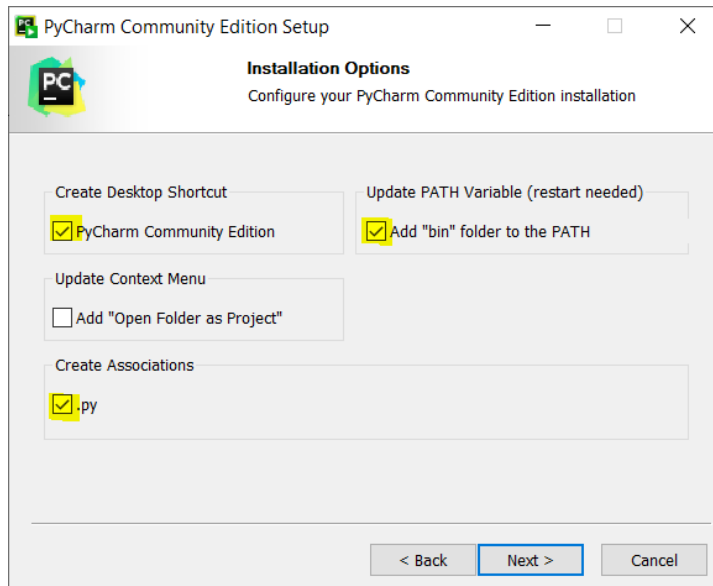 PyCharm Community Edition Setup
PC
Installation Options
Configure your PyCharm Community Edition installation
Create Desktop Shortcut
PyCharm Community Edition
Update PATH Variable (restart needed)
Add "bin" folder to the PATH
Update Context Menu
Add "Open Folder as Project"
Create Associations
.py
< Back
Next >
Cancel